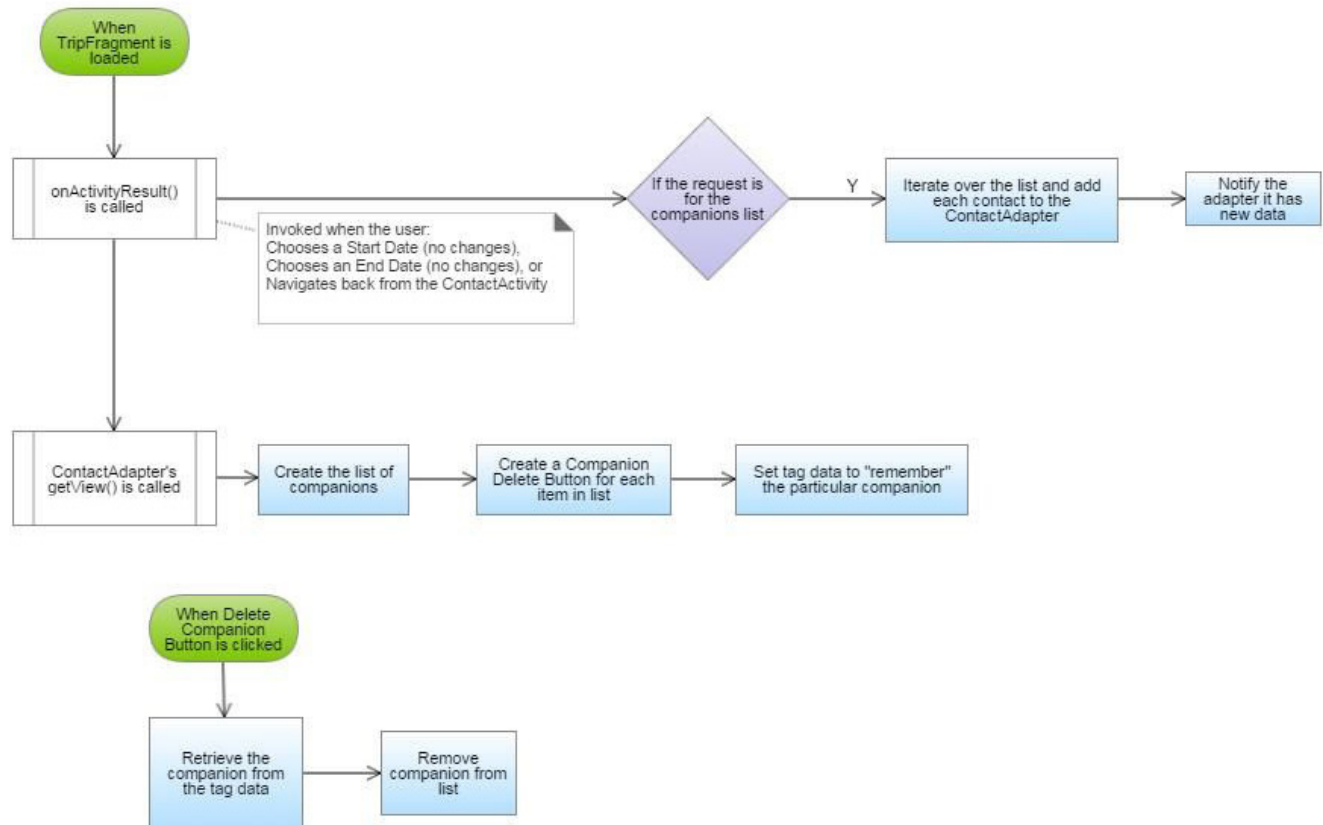 When
TripFragment is
loaded
onActivityResult()
is called
If the request is
for the
companions list
Y
Iterate over the list and add
each contact to the
ContactAdapter
Notify the
adapter it has
new data
Invoked when the user:
Chooses a Start Date (no changes),
Chooses an End Date (no changes), or
Navigates back from the ContactActivity
ContactAdapter's
getView() is called
Create the list of
companions
Create a Companion
Delete Button for each
item in list
Set tag data to "remember"
the particular companion
When Delete
Companion
Button is clicked
Retrieve the
companion from
the tag data
Remove
companion from
list